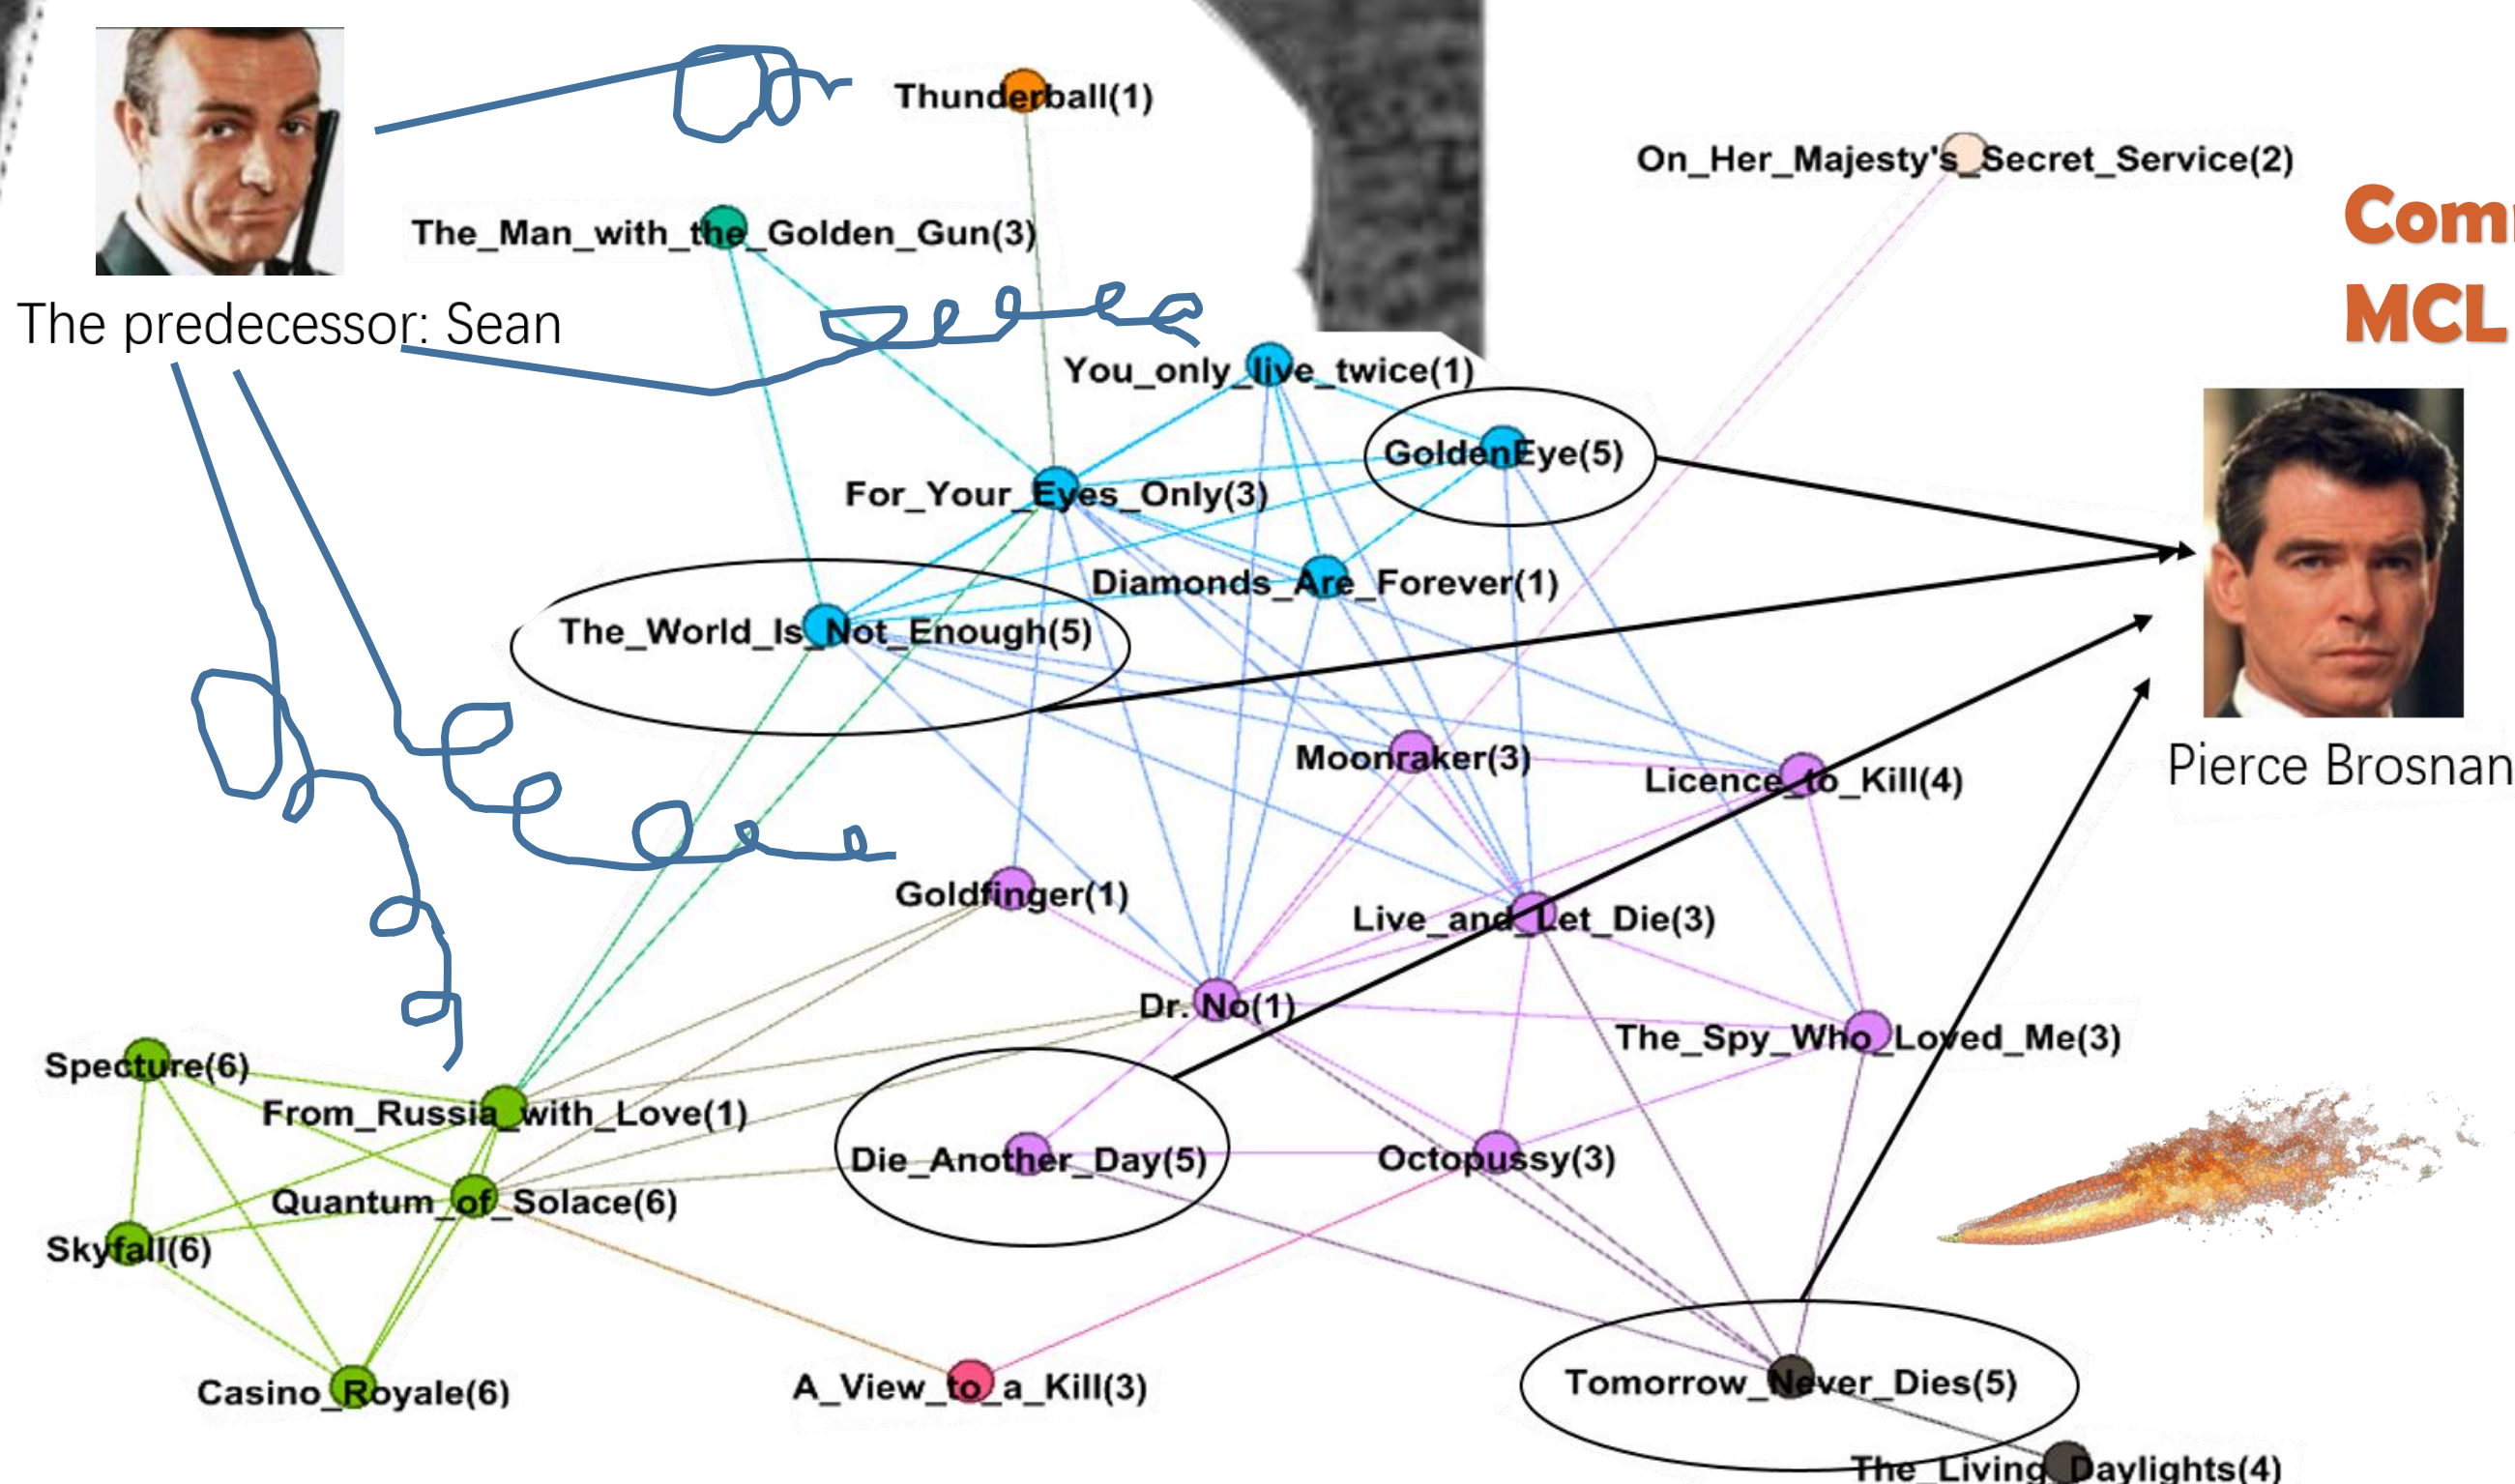 Thunderball(1)
On_Her_Majesty's_Secret_Service(2)
The_Man_with_the_Golden_Gun(3)
The predecessor: Sean
MCL
You_only_live_twice(1)
GoldenEye(5)
For_Your_Eyes_Only(3)
Diamonds_Are_Forever(1)
The_World_Is_Not_Enough(5)
Moonraker(3)
Licence_to_Kill(4)
Pierce Brosnan
Goldfinger(1)
Live_and_Let_Die(3)
Dr. No(1)
The_Spy_Who_Loved_Me(3)
Specture(6)
From_Russia_with_Love(1)
Die_Another_Day(5)
Octopussy(3)
Quantum_of_Solace(6)
Skyfall(6)
Casino_Royale(6)
A_View_to_a_Kill(3)
Tomorrow_Never_Dies(5)
The_Living_Daylights(4)